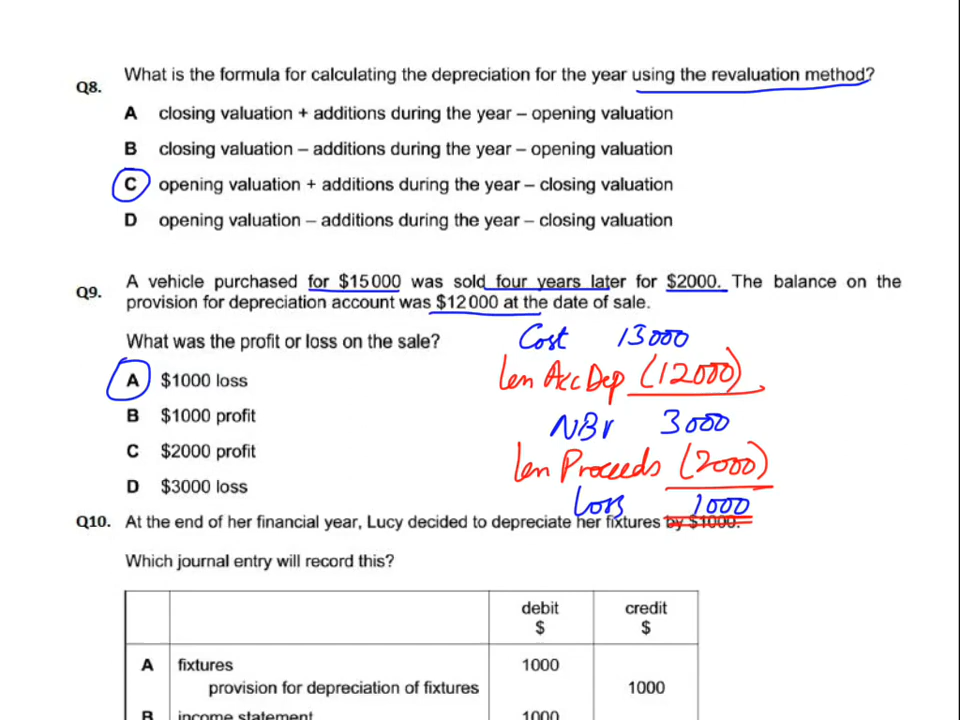 Q8. What is the formula for calculating the depreciation for the year using the revaluation method?
A closing valuation + additions during the year – opening valuation
B closing valuation – additions during the year – opening valuation
C opening valuation + additions during the year – closing valuation
D opening valuation – additions during the year – closing valuation
Q9. A vehicle purchased for $15 000 was sold four years later for $2000. The balance on the
provision for depreciation account was $12 000 at the date of sale.
What was the profit or loss on the sale?
Cost 15000
A $1000 loss
Less Acc Dep (12000)
B $1000 profit
NBV 3000
C $2000 profit
Less Proceeds (2000)
D $3000 loss
Loss 1000
Q10. At the end of her financial year, Lucy decided to depreciate her fixtures by $1000.
Which journal entry will record this?
debit credit
$ $
A fixtures 1000
provision for depreciation of fixtures 1000
B income statement 1000